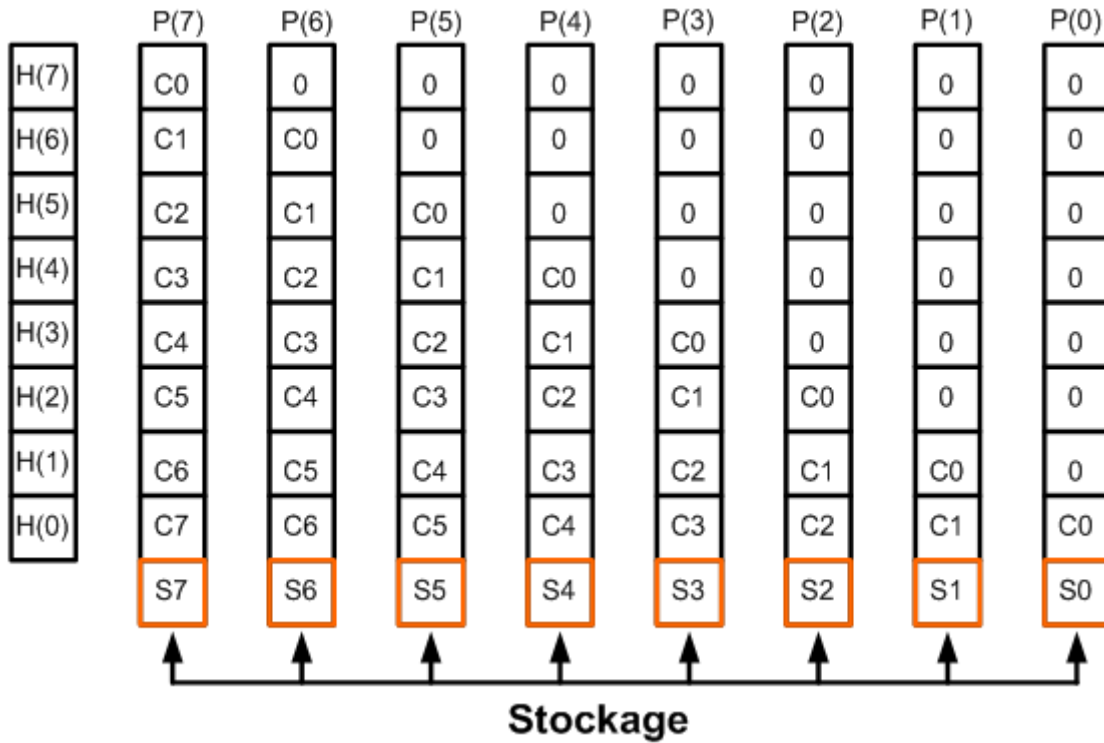 P(7) P(6) P(5) P(4) P(3) P(2) P(1) P(0)
H(7) C0 0 0 0 0 0 0 0
H(6) C1 C0 0 0 0 0 0 0
H(5) C2 C1 C0 0 0 0 0 0
H(4) C3 C2 C1 C0 0 0 0 0
H(3) C4 C3 C2 C1 C0 0 0 0
H(2) C5 C4 C3 C2 C1 C0 0 0
H(1) C6 C5 C4 C3 C2 C1 C0 0
H(0) C7 C6 C5 C4 C3 C2 C1 C0
S7 S6 S5 S4 S3 S2 S1 S0
Stockage